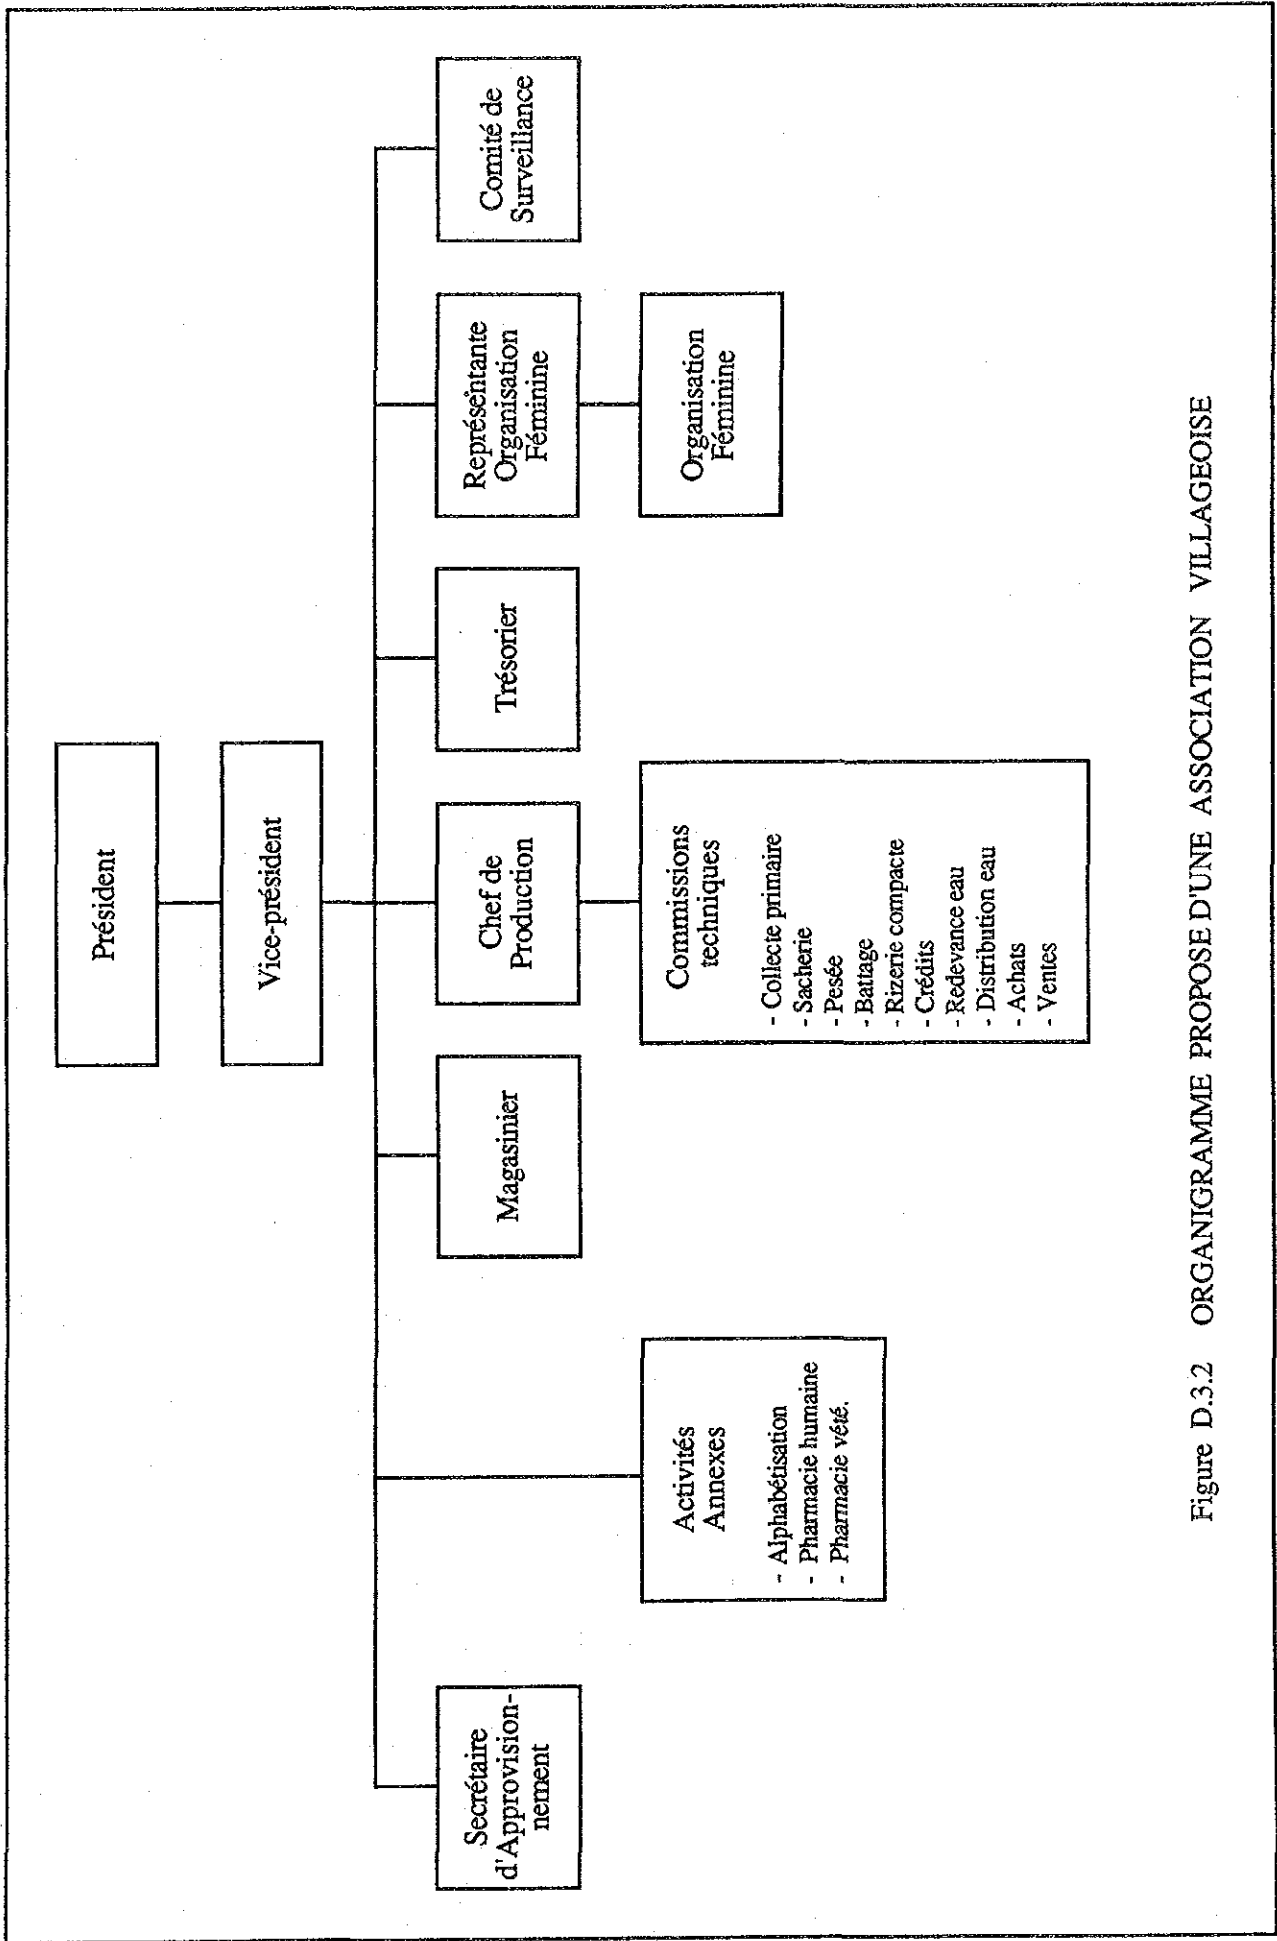 Président
Vice-président
Secrétaire
d'Approvision-
nement
Activités
Annexes
- Alphabétisation
- Pharmacie humaine
- Pharmacie vété.
Magasinier
Chef de
Production
Commissions
techniques
- Collecte primaire
- Sacherie
- Pesée
- Battage
- Rizerie compacte
- Crédits
- Redevance eau
- Distribution eau
- Achats
- Ventes
Trésorier
Représentante
Organisation
Féminine
Organisation
Féminine
Comité de
Surveillance
Figure D.3.2 ORGANIGRAMME PROPOSE D'UNE ASSOCIATION VILLAGEOISE